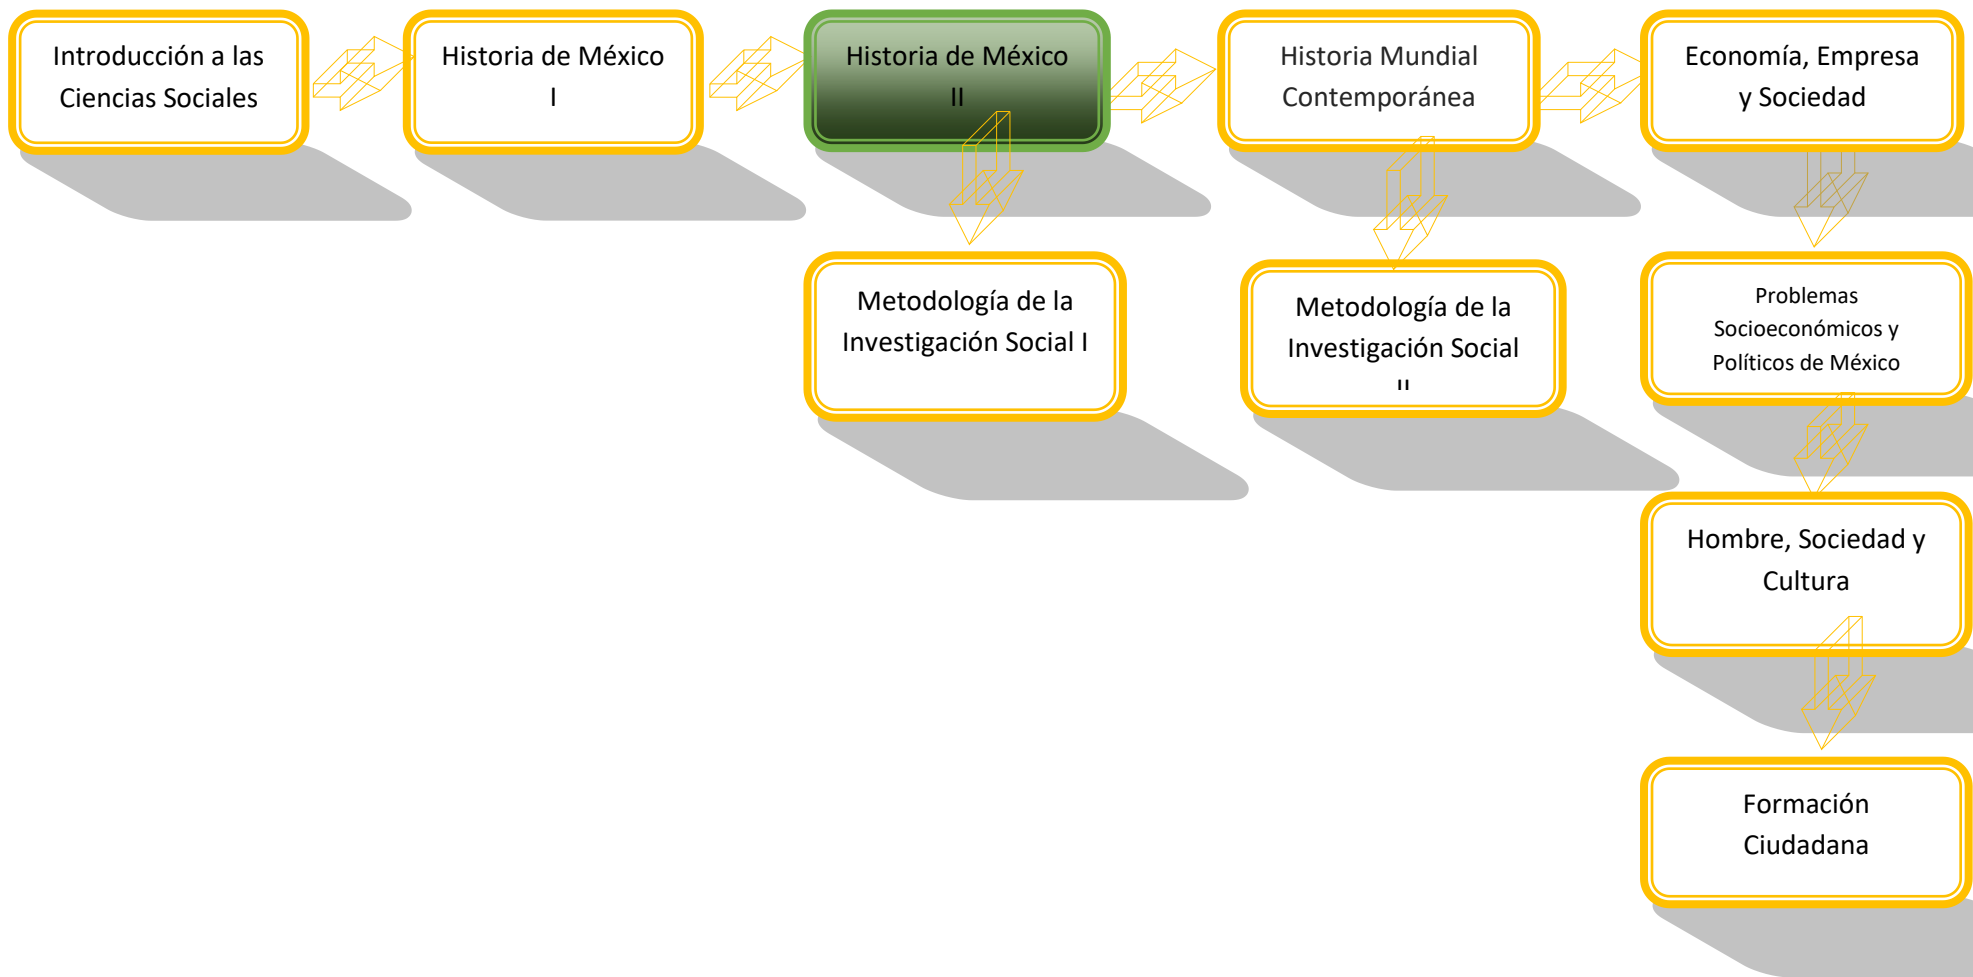 Introducción a las
Ciencias Sociales
Historia de México
I
Historia de México
II
Historia Mundial
Contemporánea
Economía, Empresa
y Sociedad
Metodología de la
Investigación Social I
Metodología de la
Investigación Social
II
Problemas
Socioeconómicos y
Políticos de México
Hombre, Sociedad y
Cultura
Formación
Ciudadana